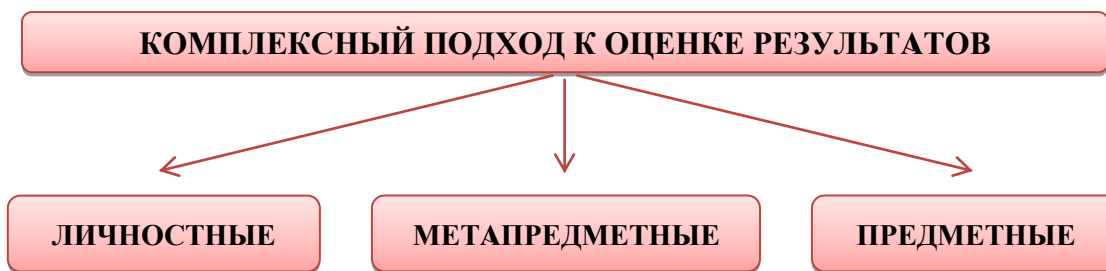 КОМПЛЕКСНЫЙ ПОДХОД К ОЦЕНКЕ РЕЗУЛЬТАТОВ
ЛИЧНОСТНЫЕ
МЕТАПРЕДМЕТНЫЕ
ПРЕДМЕТНЫЕ